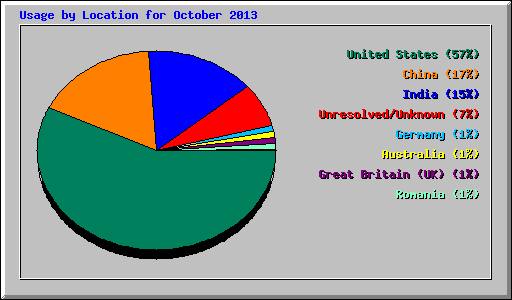 Usage by Location for October 2013
United States (57%)
China (17%)
India (15%)
Unresolved/Unknown (7%)
Germany (1%)
Australia (1%)
Great Britain (UK) (1%)
Romania (1%)